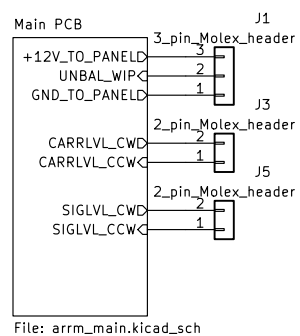 Main PCB
J1
3_pin_Molex_header
+12V_TO_PANEL 3
UNBAL_WIP 2
GND_TO_PANEL 1
J3
2_pin_Molex_header
CARRLVL_CW 2
CARRLVL_CCW 1
J5
2_pin_Molex_header
SIGLVL_CW 2
SIGLVL_CCW 1
File: arrm_main.kicad_sch